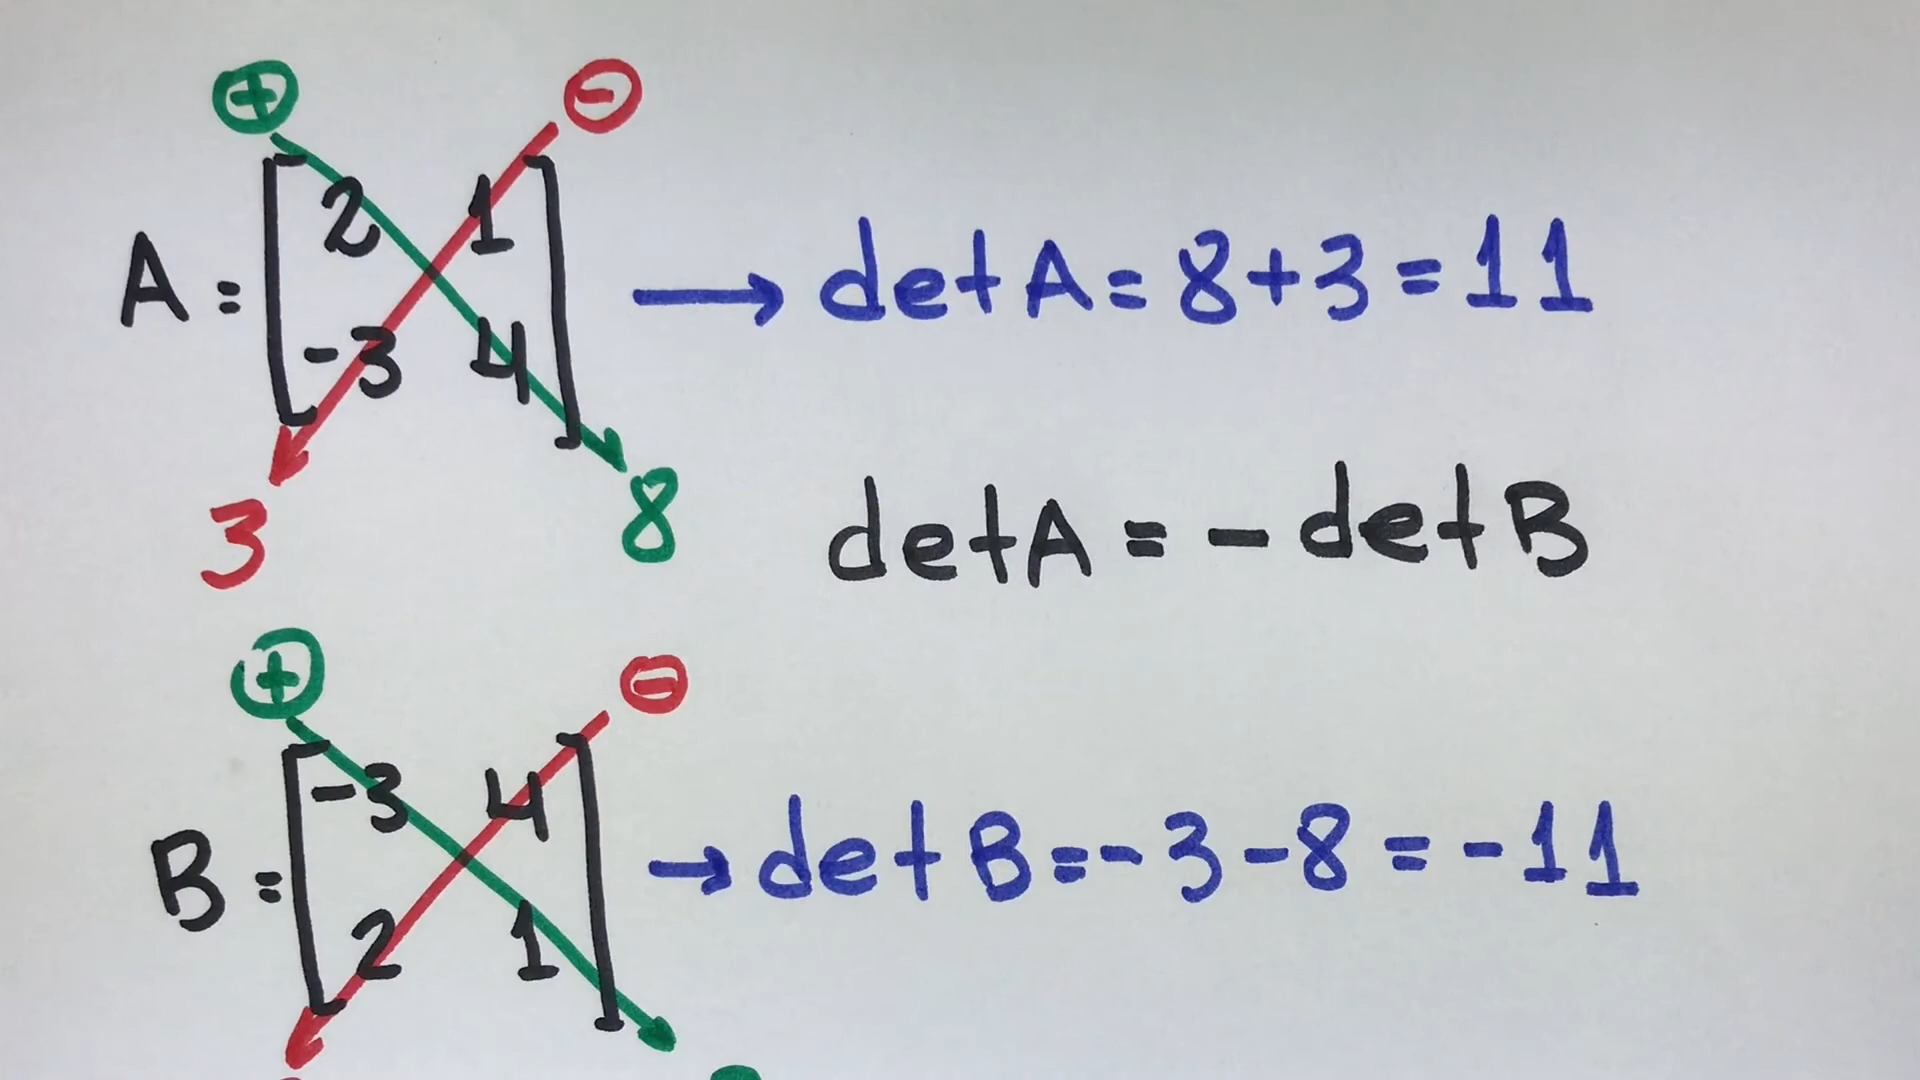 ⊕ ⊖
A = [ 2 1 → det A = 8 + 3 = 11
-3 4 ]
3 8
det A = - det B
⊕ ⊖
B = [ -3 4 → det B = - 3 - 8 = - 11
2 1 ]